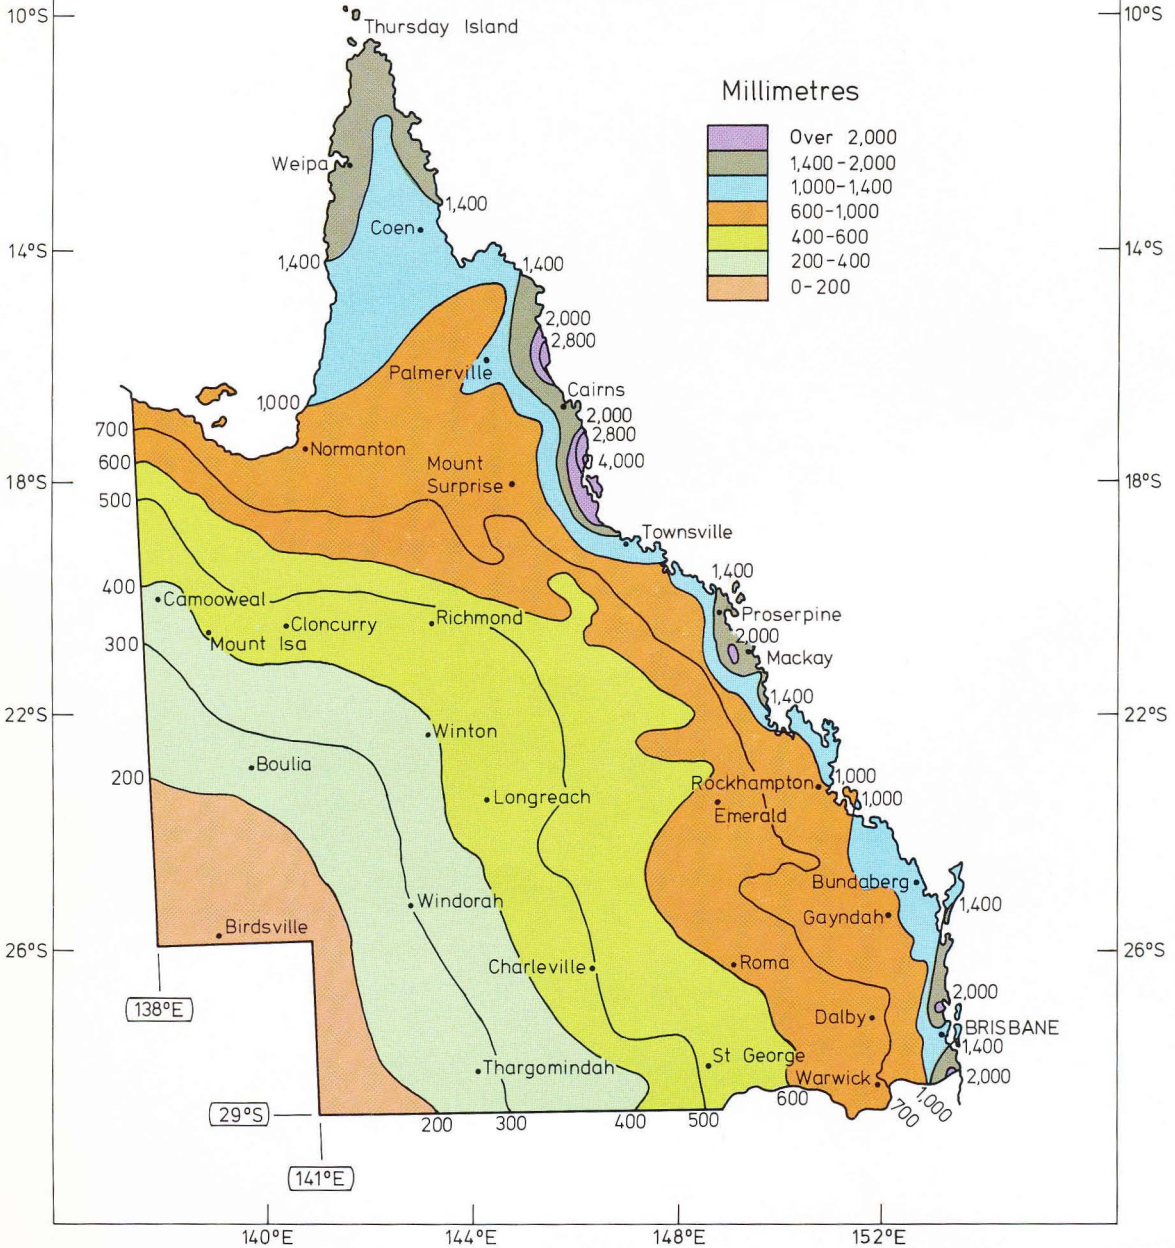 10°S
10°S
Thursday Island
Millimetres
Over 2,000
1,400-2,000
1,000-1,400
600-1,000
400-600
200-400
0-200
Weipa
1,400
Coen
14°S
14°S
1,400
1,400
2,000
2,800
Palmerville
Cairns
1,000
2,000
700
2,800
Normanton
4,000
600
Mount
Surprise
18°S
18°S
500
Townsville
1,400
400
Camooweal
Proserpine
Cloncurry
Richmond
2,000
300
Mount Isa
Mackay
1,400
22°S
22°S
Winton
Boulia
200
1,000
Rockhampton
Longreach
1,000
Emerald
Bundaberg
Windorah
1,400
Gayndah
Birdsville
26°S
26°S
Charleville
Roma
2,000
138°E
Dalby
BRISBANE
1,400
St George
Thargomindah
Warwick
2,000
600
1,000
700
29°S
200
300
400
500
141°E
140°E
144°E
148°E
152°E